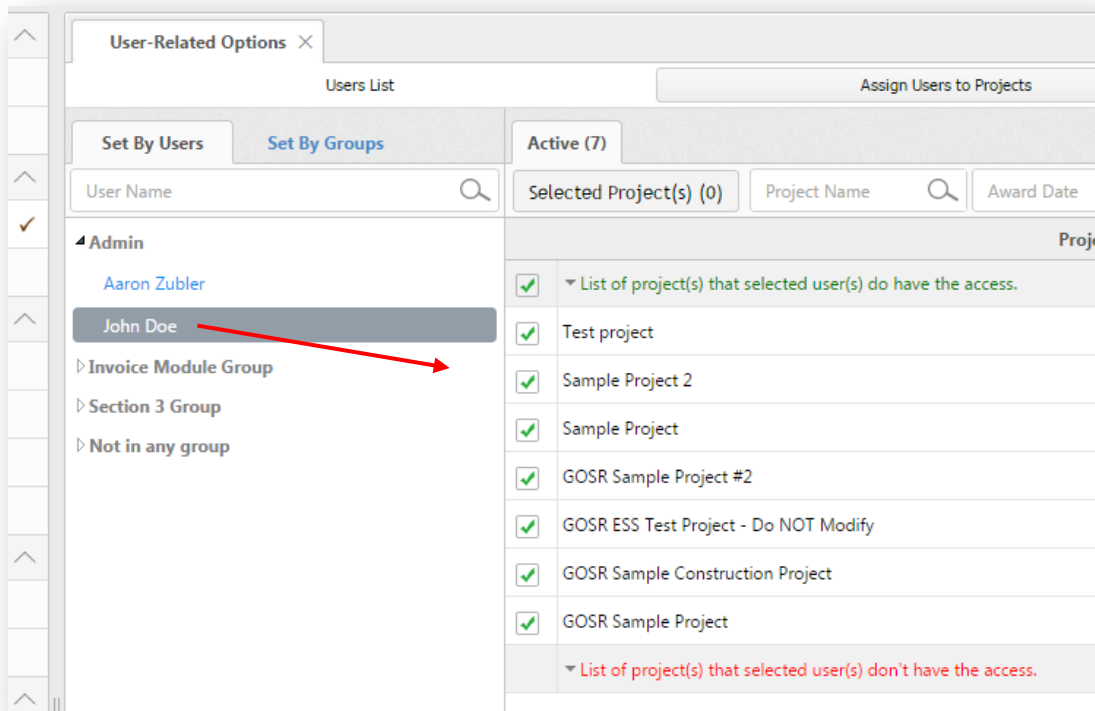 User-Related Options
Users List
Assign Users to Projects
Set By Users
Set By Groups
User Name
Admin
Aaron Zubler
John Doe
Invoice Module Group
Section 3 Group
Not in any group
Active (7)
Selected Project(s) (0)
Project Name
Award Date
Proje
List of project(s) that selected user(s) do have the access.
Test project
Sample Project 2
Sample Project
GOSR Sample Project #2
GOSR ESS Test Project - Do NOT Modify
GOSR Sample Construction Project
GOSR Sample Project
List of project(s) that selected user(s) don't have the access.